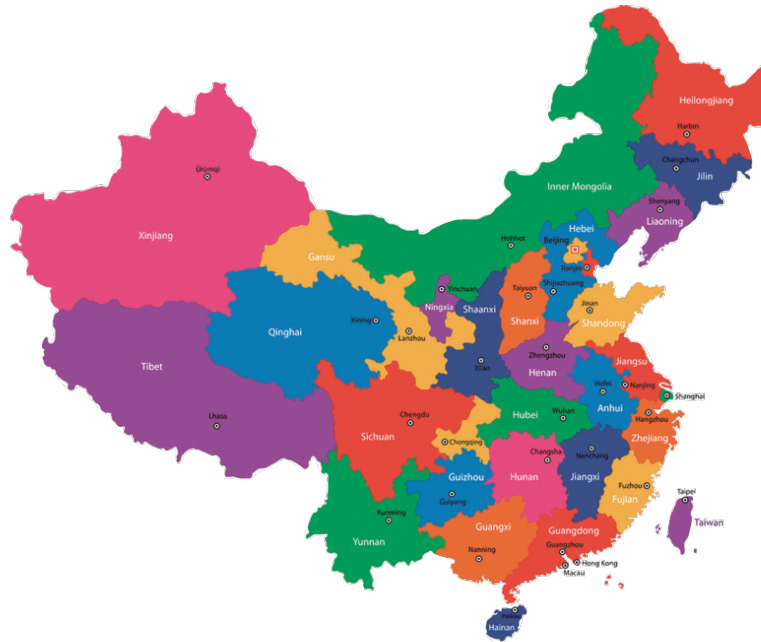 Heilongjiang
Harbin
Changchun
Jilin
Ürümqi
Inner Mongolia
Shenyang
Liaoning
Xinjiang
Hebei
Hohhot
Beijing
Gansu
Tianjin
Yinchuan
Shijiazhuang
Taiyuan
Ningxia
Shaanxi
Jinan
Xining
Shanxi
Shandong
Qinghai
Lanzhou
Zhengzhou
Tibet
Xi'an
Henan
Jiangsu
Hefei
Nanjing
Shanghai
Anhui
Lhasa
Chengdu
Hubei
Wuhan
Hangzhou
Sichuan
Chongqing
Zhejiang
Changsha
Nanchang
Guizhou
Hunan
Jiangxi
Fuzhou
Guiyang
Fujian
Taipei
Kunming
Guangxi
Guangdong
Taiwan
Yunnan
Nanning
Guangzhou
Hong Kong
Macau
Haikou
Hainan